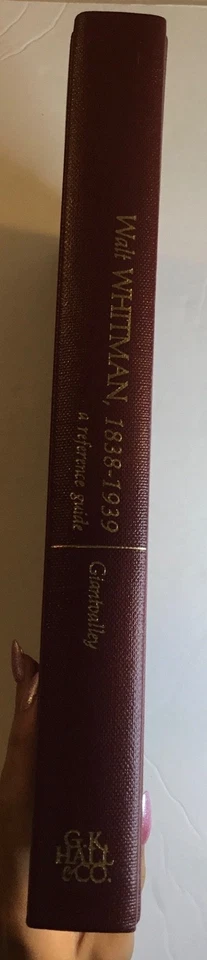 Walt WHITMAN, 1838-1939
a reference guide
Giantvalley
G.K.
HALL
&CO.